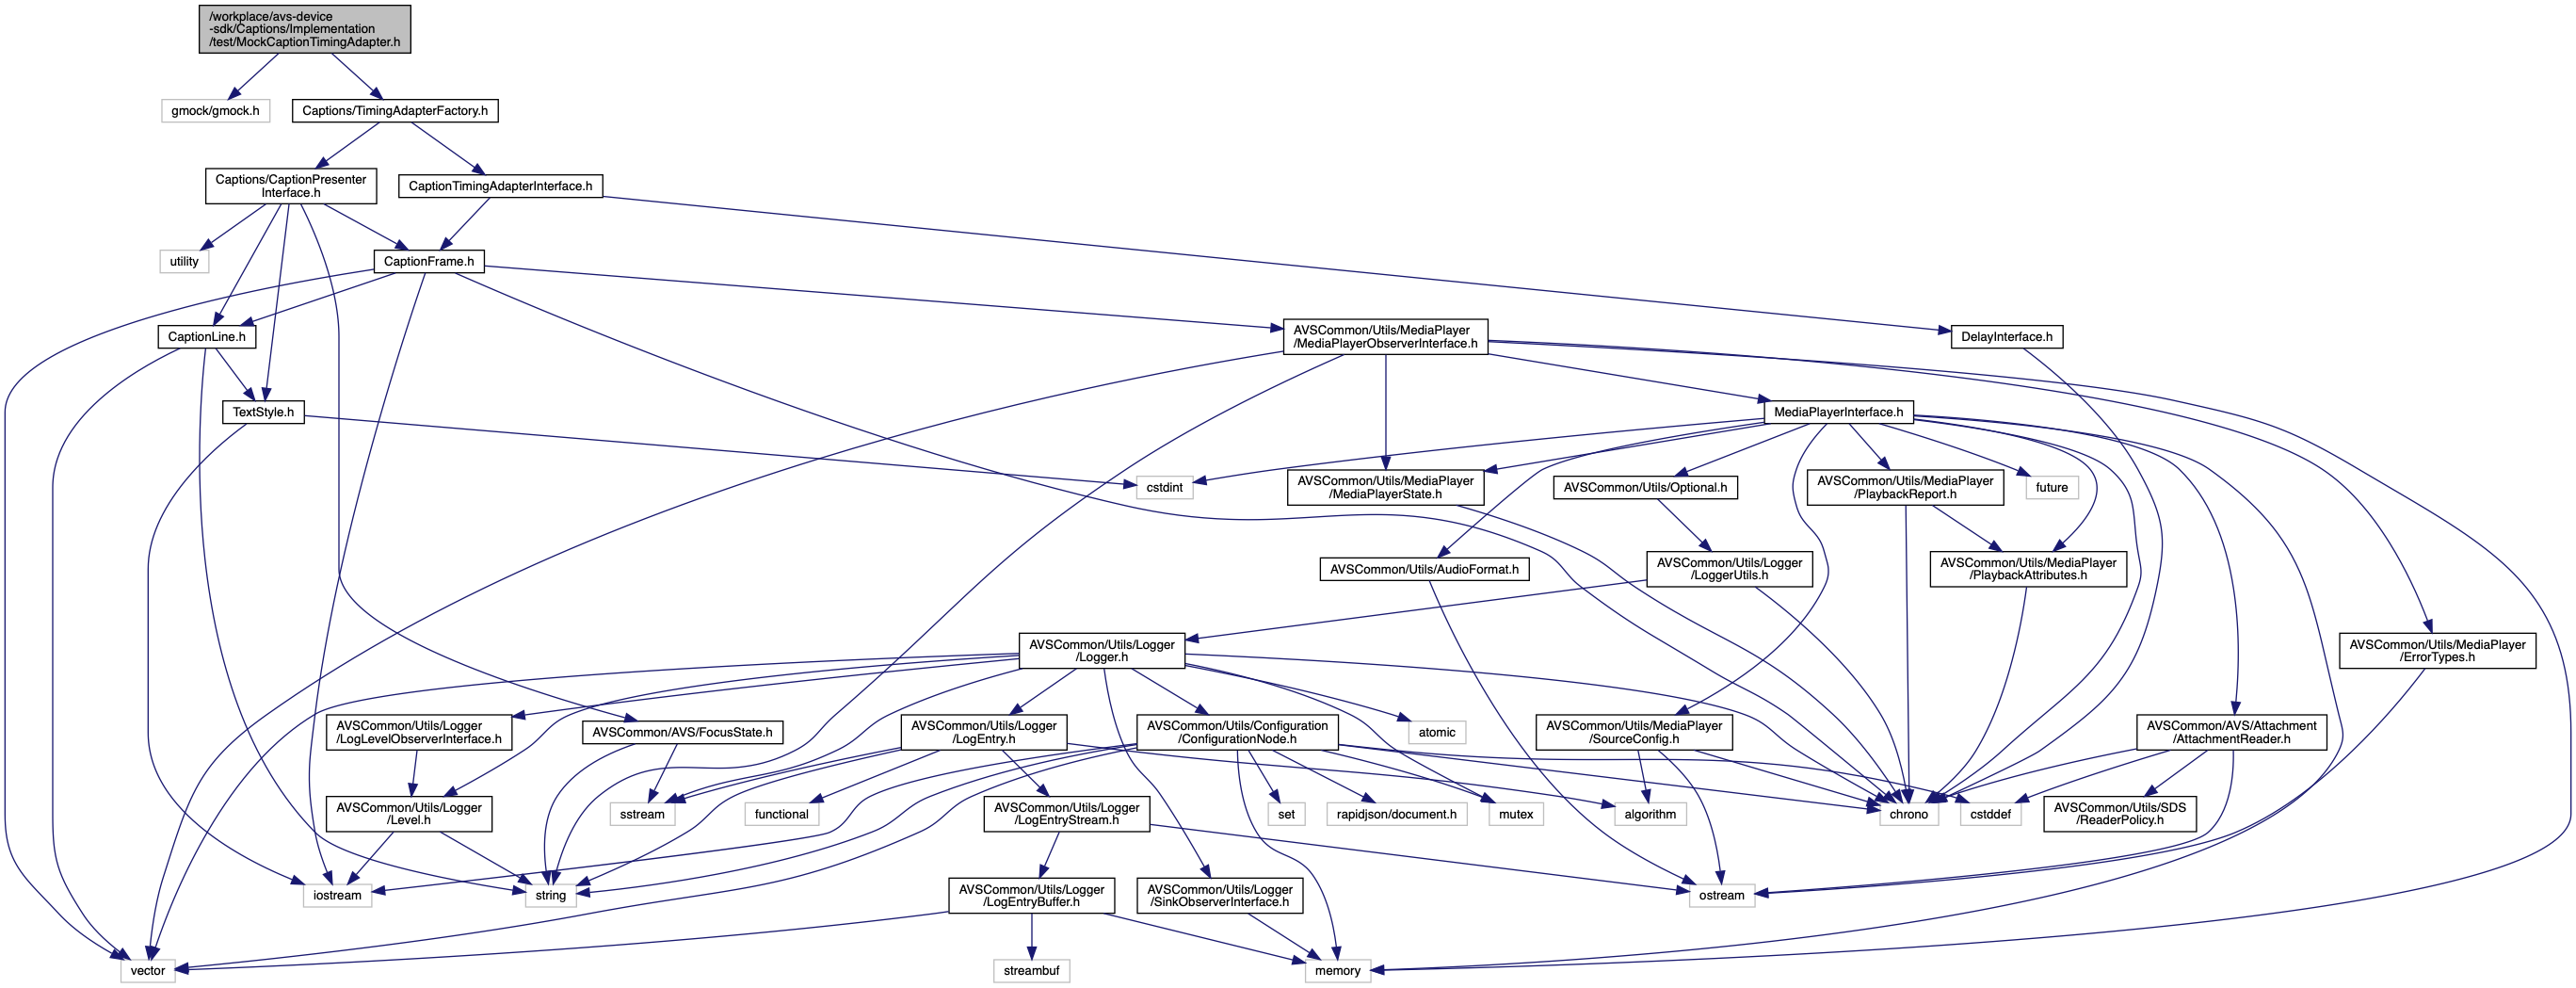 /workplace/avs-device
-sdk/Captions/Implementation
/test/MockCaptionTimingAdapter.h
gmock/gmock.h
Captions/TimingAdapterFactory.h
Captions/CaptionPresenter
Interface.h
CaptionTimingAdapterInterface.h
utility
CaptionFrame.h
CaptionLine.h
AVSCommon/Utils/MediaPlayer
/MediaPlayerObserverInterface.h
DelayInterface.h
TextStyle.h
MediaPlayerInterface.h
cstdint
AVSCommon/Utils/MediaPlayer
/MediaPlayerState.h
AVSCommon/Utils/Optional.h
AVSCommon/Utils/MediaPlayer
/PlaybackReport.h
future
AVSCommon/Utils/AudioFormat.h
AVSCommon/Utils/Logger
/LoggerUtils.h
AVSCommon/Utils/MediaPlayer
/PlaybackAttributes.h
AVSCommon/Utils/Logger
/Logger.h
AVSCommon/Utils/MediaPlayer
/ErrorTypes.h
AVSCommon/Utils/Logger
/LogLevelObserverInterface.h
AVSCommon/AVS/FocusState.h
AVSCommon/Utils/Logger
/LogEntry.h
AVSCommon/Utils/Configuration
/ConfigurationNode.h
atomic
AVSCommon/Utils/MediaPlayer
/SourceConfig.h
AVSCommon/AVS/Attachment
/AttachmentReader.h
AVSCommon/Utils/Logger
/Level.h
sstream
functional
AVSCommon/Utils/Logger
/LogEntryStream.h
set
rapidjson/document.h
mutex
algorithm
chrono
cstddef
AVSCommon/Utils/SDS
/ReaderPolicy.h
iostream
string
AVSCommon/Utils/Logger
/LogEntryBuffer.h
AVSCommon/Utils/Logger
/SinkObserverInterface.h
ostream
vector
streambuf
memory